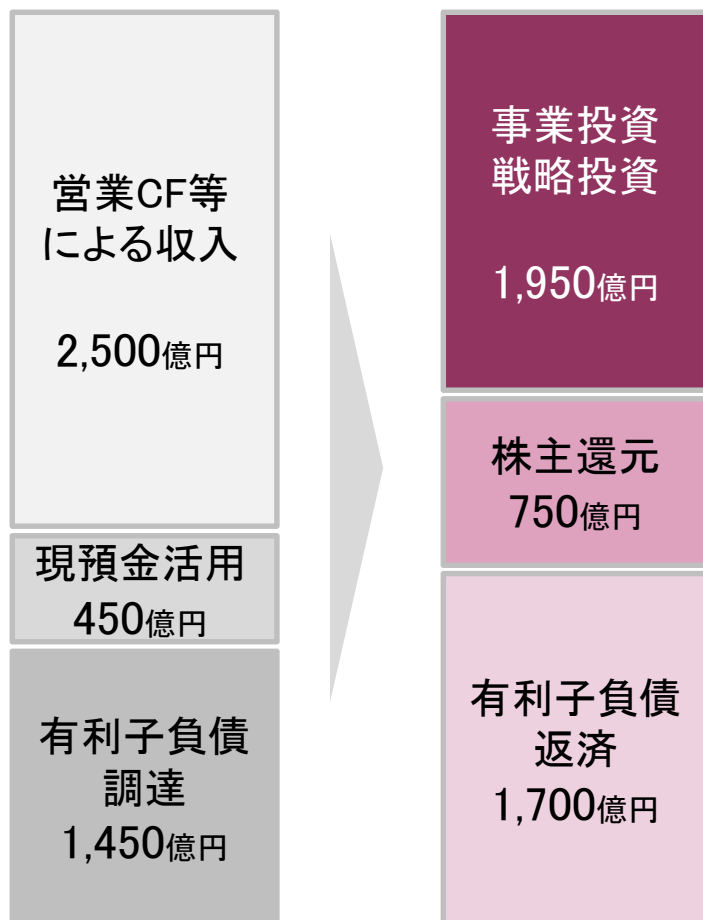 営業CF等
による収入
2,500億円
現預金活用
450億円
有利子負債
調達
1,450億円
事業投資
戦略投資
1,950億円
株主還元
750億円
有利子負債
返済
1,700億円